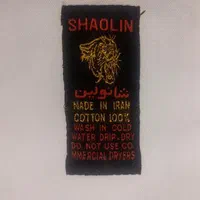 SHAOLIN
شائولین
MADE IN IRAN
COTTON 100%
WASH IN COLD
WATER DRIP-DRY
DO NOT USE CO
MMERCIAL DRYERS